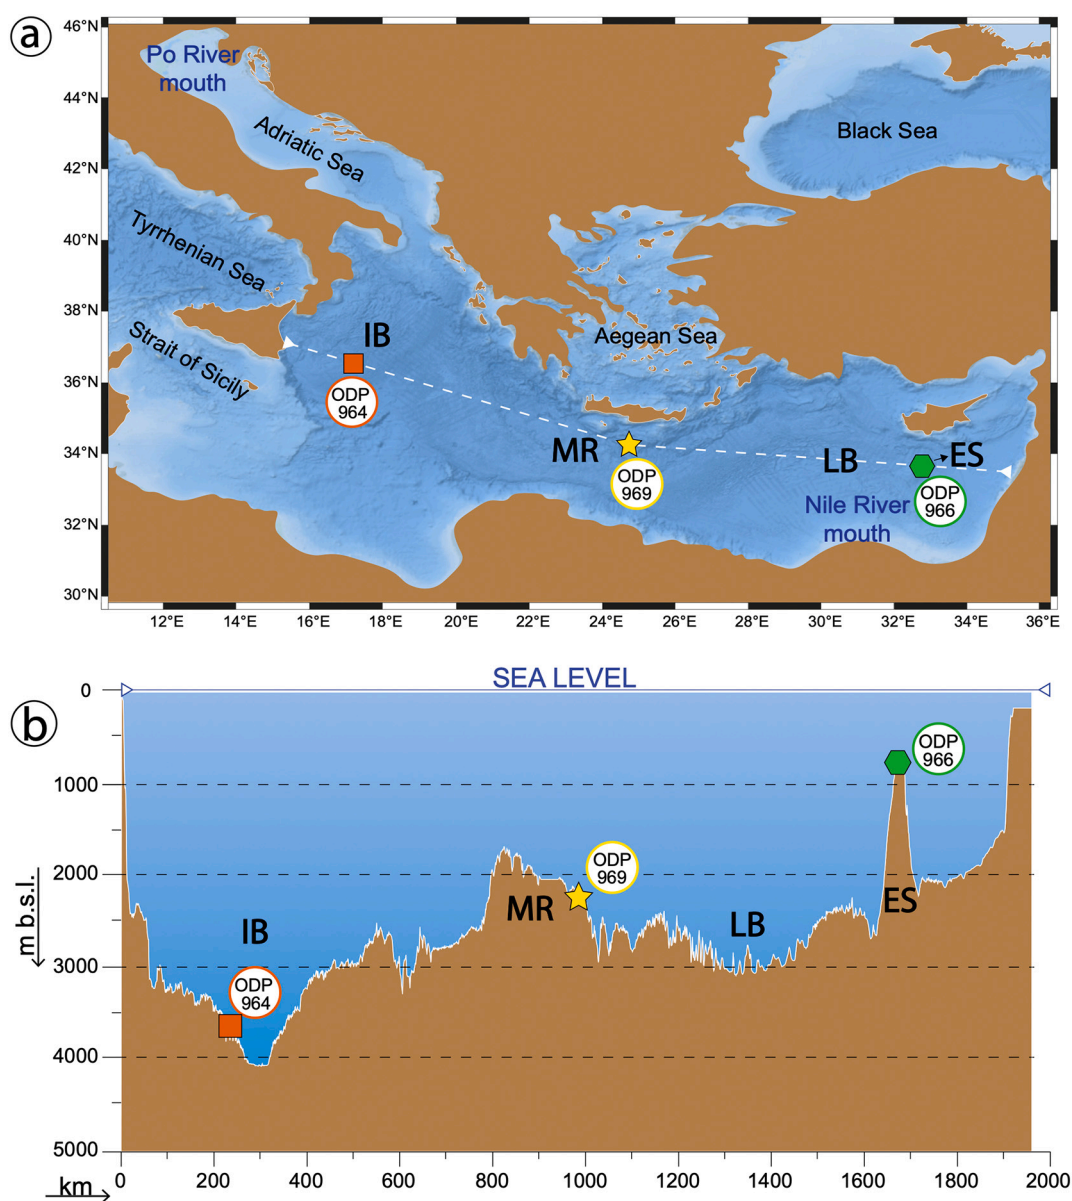 a
46°N
44°N
42°N
40°N
38°N
36°N
34°N
32°N
30°N
Po River
mouth
Adriatic Sea
Black Sea
Tyrrhenian Sea
Strait of Sicily
Aegean Sea
IB
ODP
964
MR
ODP
969
LB
ES
ODP
966
Nile River
mouth
12°E
14°E
16°E
18°E
20°E
22°E
24°E
26°E
28°E
30°E
32°E
34°E
36°E
b
SEA LEVEL
0
1000
2000
3000
4000
5000
m b.s.l.
IB
ODP
964
MR
ODP
969
LB
ES
ODP
966
0
200
400
600
800
1000
1200
1400
1600
1800
2000
km